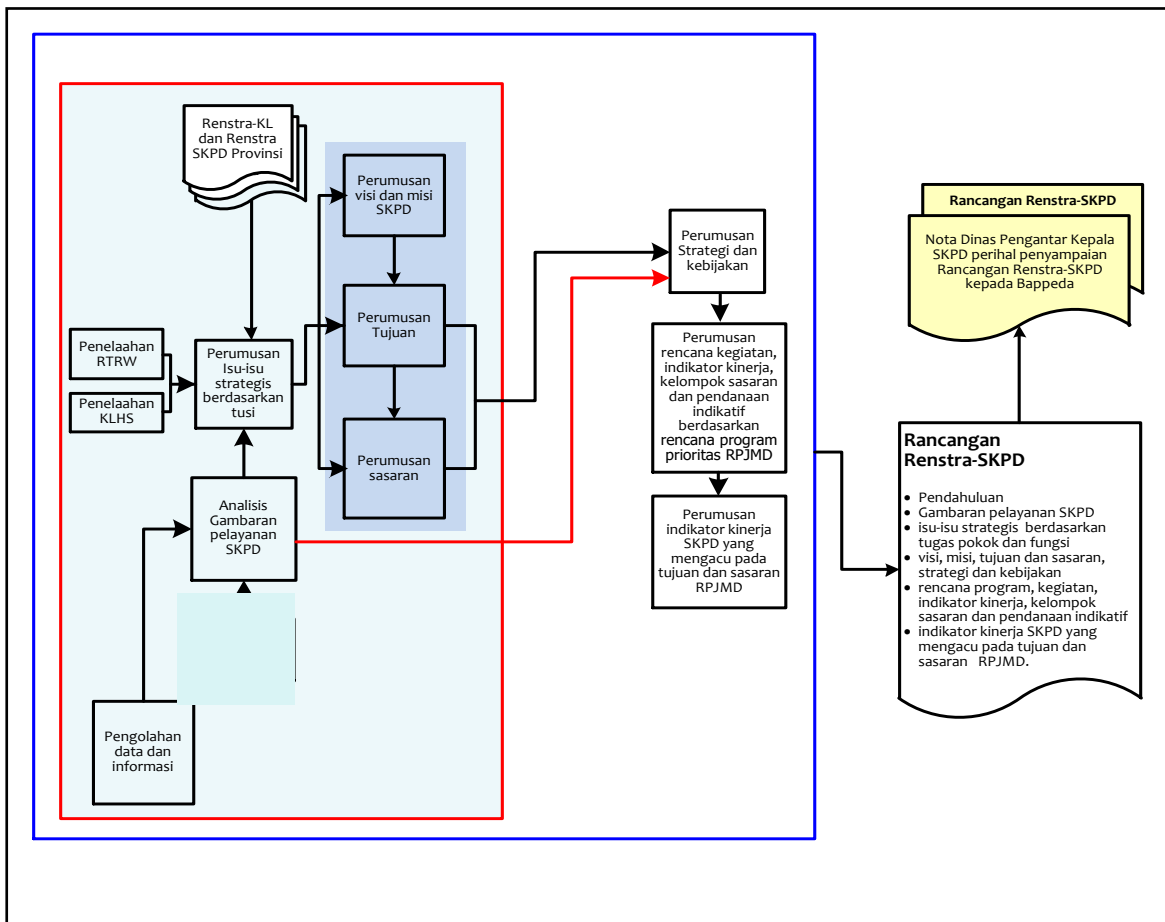 Renstra-KL
dan Renstra
SKPD Provinsi
Perumusan
visi dan misi
SKPD
Perumusan
Tujuan
Perumusan
sasaran
Penelaahan
RTRW
Penelaahan
KLHS
Perumusan
Isu-isu
strategis
berdasarkan
tusi
Analisis
Gambaran
pelayanan
SKPD
Pengolahan
data dan
informasi
Perumusan
Strategi dan
kebijakan
Perumusan
rencana kegiatan,
indikator kinerja,
kelompok sasaran
dan pendanaan
indikatif
berdasarkan
rencana program
prioritas RPJMD
Perumusan
indikator kinerja
SKPD yang
mengacu pada
tujuan dan sasaran
RPJMD
Rancangan Renstra-SKPD
Nota Dinas Pengantar Kepala
SKPD perihal penyampaian
Rancangan Renstra-SKPD
kepada Bappeda
Rancangan
Renstra-SKPD
• Pendahuluan
• Gambaran pelayanan SKPD
• isu-isu strategis berdasarkan
tugas pokok dan fungsi
• visi, misi, tujuan dan sasaran,
strategi dan kebijakan
• rencana program, kegiatan,
indikator kinerja, kelompok
sasaran dan pendanaan indikatif
• indikator kinerja SKPD yang
mengacu pada tujuan dan
sasaran RPJMD.